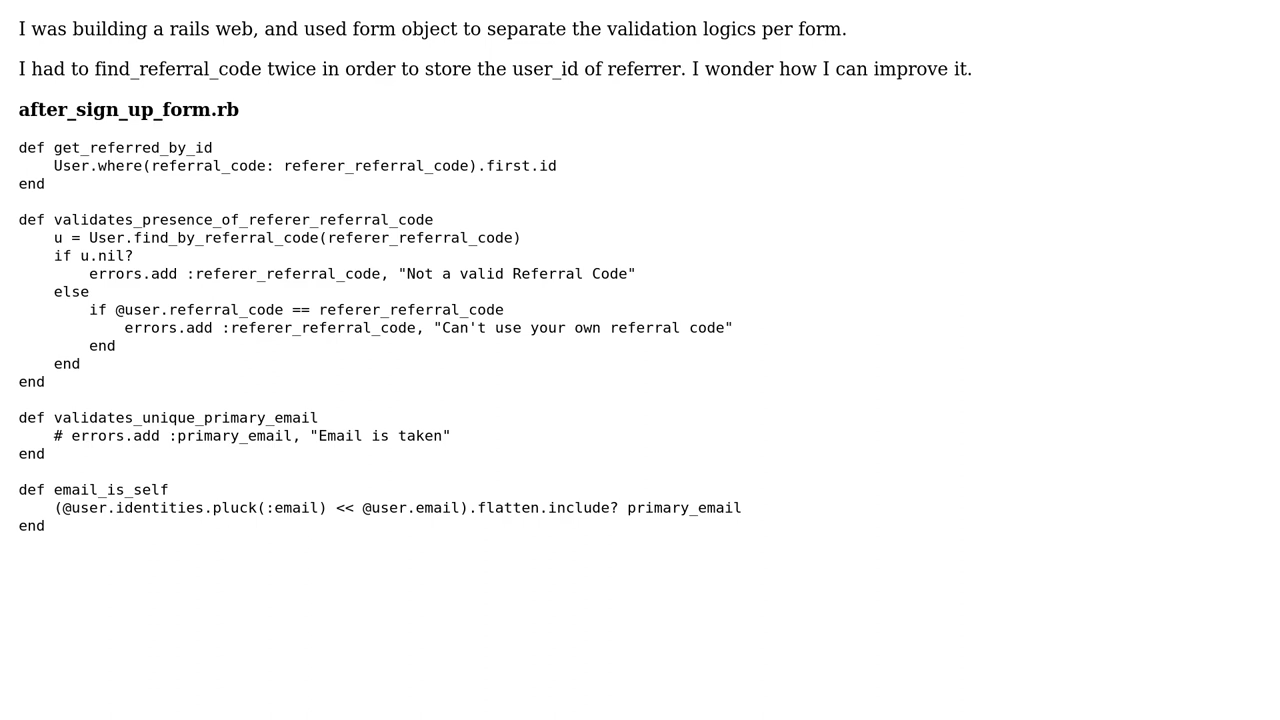 I was building a rails web, and used form object to separate the validation logics per form.
I had to find_referral_code twice in order to store the user_id of referrer. I wonder how I can improve it.
after_sign_up_form.rb
def get_referred_by_id
    User.where(referral_code: referer_referral_code).first.id
end

def validates_presence_of_referer_referral_code
    u = User.find_by_referral_code(referer_referral_code)
    if u.nil?
        errors.add :referer_referral_code, "Not a valid Referral Code"
    else
        if @user.referral_code == referer_referral_code
            errors.add :referer_referral_code, "Can't use your own referral code"
        end
    end
end

def validates_unique_primary_email
    # errors.add :primary_email, "Email is taken"
end

def email_is_self
    (@user.identities.pluck(:email) << @user.email).flatten.include? primary_email
end